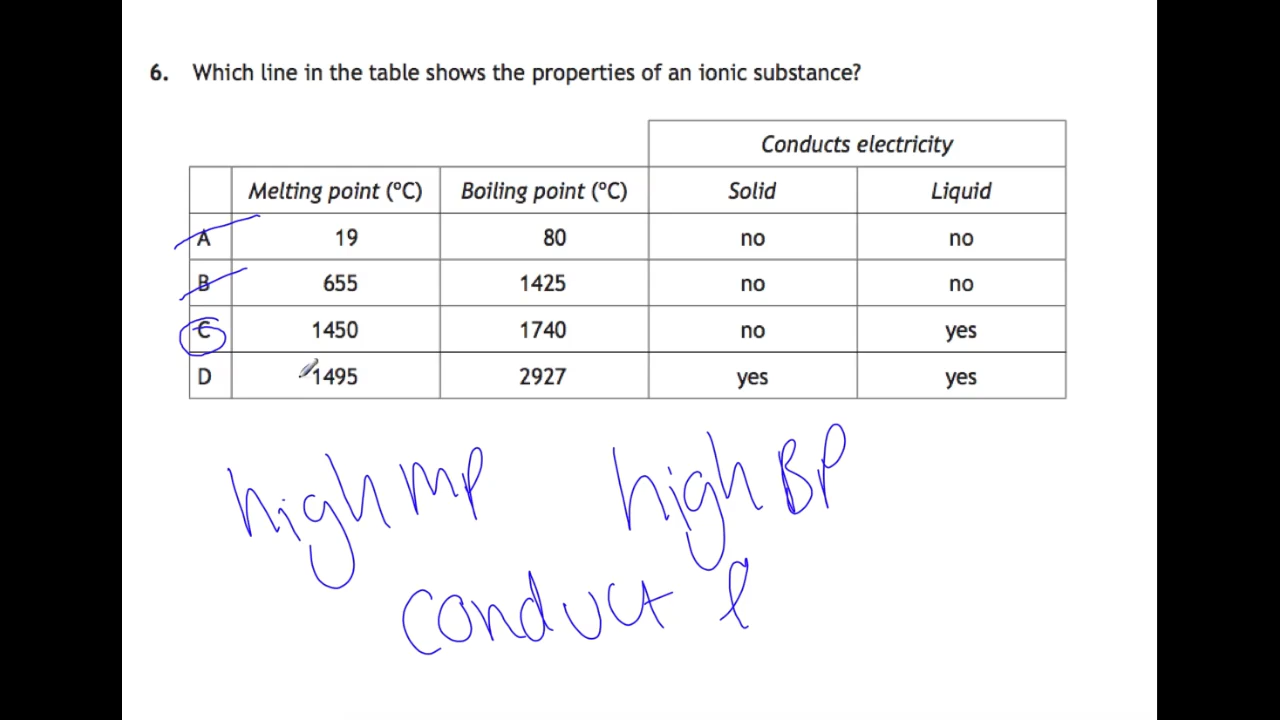 6. Which line in the table shows the properties of an ionic substance?
Conducts electricity
Melting point (ºC) Boiling point (ºC) Solid Liquid
A 19 80 no no
B 655 1425 no no
C 1450 1740 no yes
D 1495 2927 yes yes
high MP high BP
conduct l